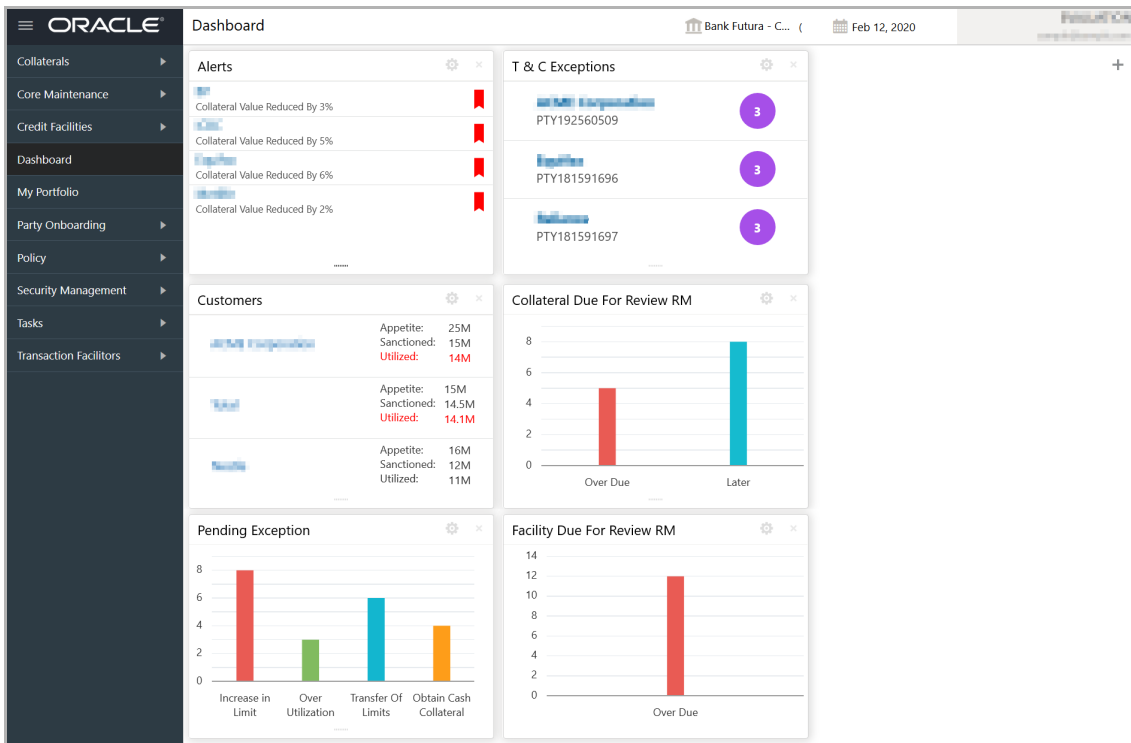 ORACLE®
Dashboard
Bank Futura - C... (
Feb 12, 2020
Collaterals
Core Maintenance
Credit Facilities
Dashboard
My Portfolio
Party Onboarding
Policy
Security Management
Tasks
Transaction Facilitors
Alerts
Collateral Value Reduced By 3%
Collateral Value Reduced By 5%
Collateral Value Reduced By 6%
Collateral Value Reduced By 2%
T & C Exceptions
PTY192560509
3
PTY181591696
3
PTY181591697
3
Customers
Appetite: 25M
Sanctioned: 15M
Utilized: 14M
Appetite: 15M
Sanctioned: 14.5M
Utilized: 14.1M
Appetite: 16M
Sanctioned: 12M
Utilized: 11M
Collateral Due For Review RM
8
6
4
2
0
Over Due
Later
Pending Exception
8
6
4
2
0
Increase in
Limit
Over
Utilization
Transfer Of
Limits
Obtain Cash
Collateral
Facility Due For Review RM
14
12
10
8
6
4
2
0
Over Due